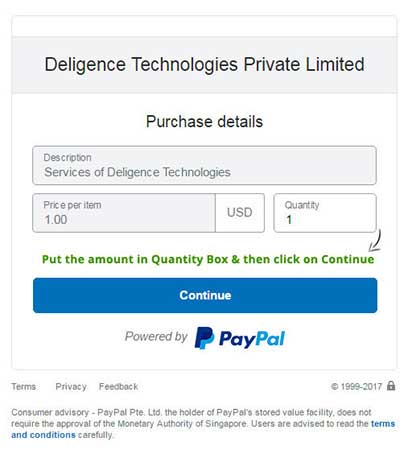 Deligence Technologies Private Limited
Purchase details
Description
Services of Deligence Technologies
Price per item
1.00
USD
Quantity
1
Put the amount in Quantity Box & then click on Continue
Continue
Powered by PayPal
Terms Privacy Feedback © 1999-2017
Consumer advisory - PayPal Pte. Ltd. the holder of PayPal's stored value facility, does not
require the approval of the Monetary Authority of Singapore. Users are advised to read the terms
and conditions carefully.